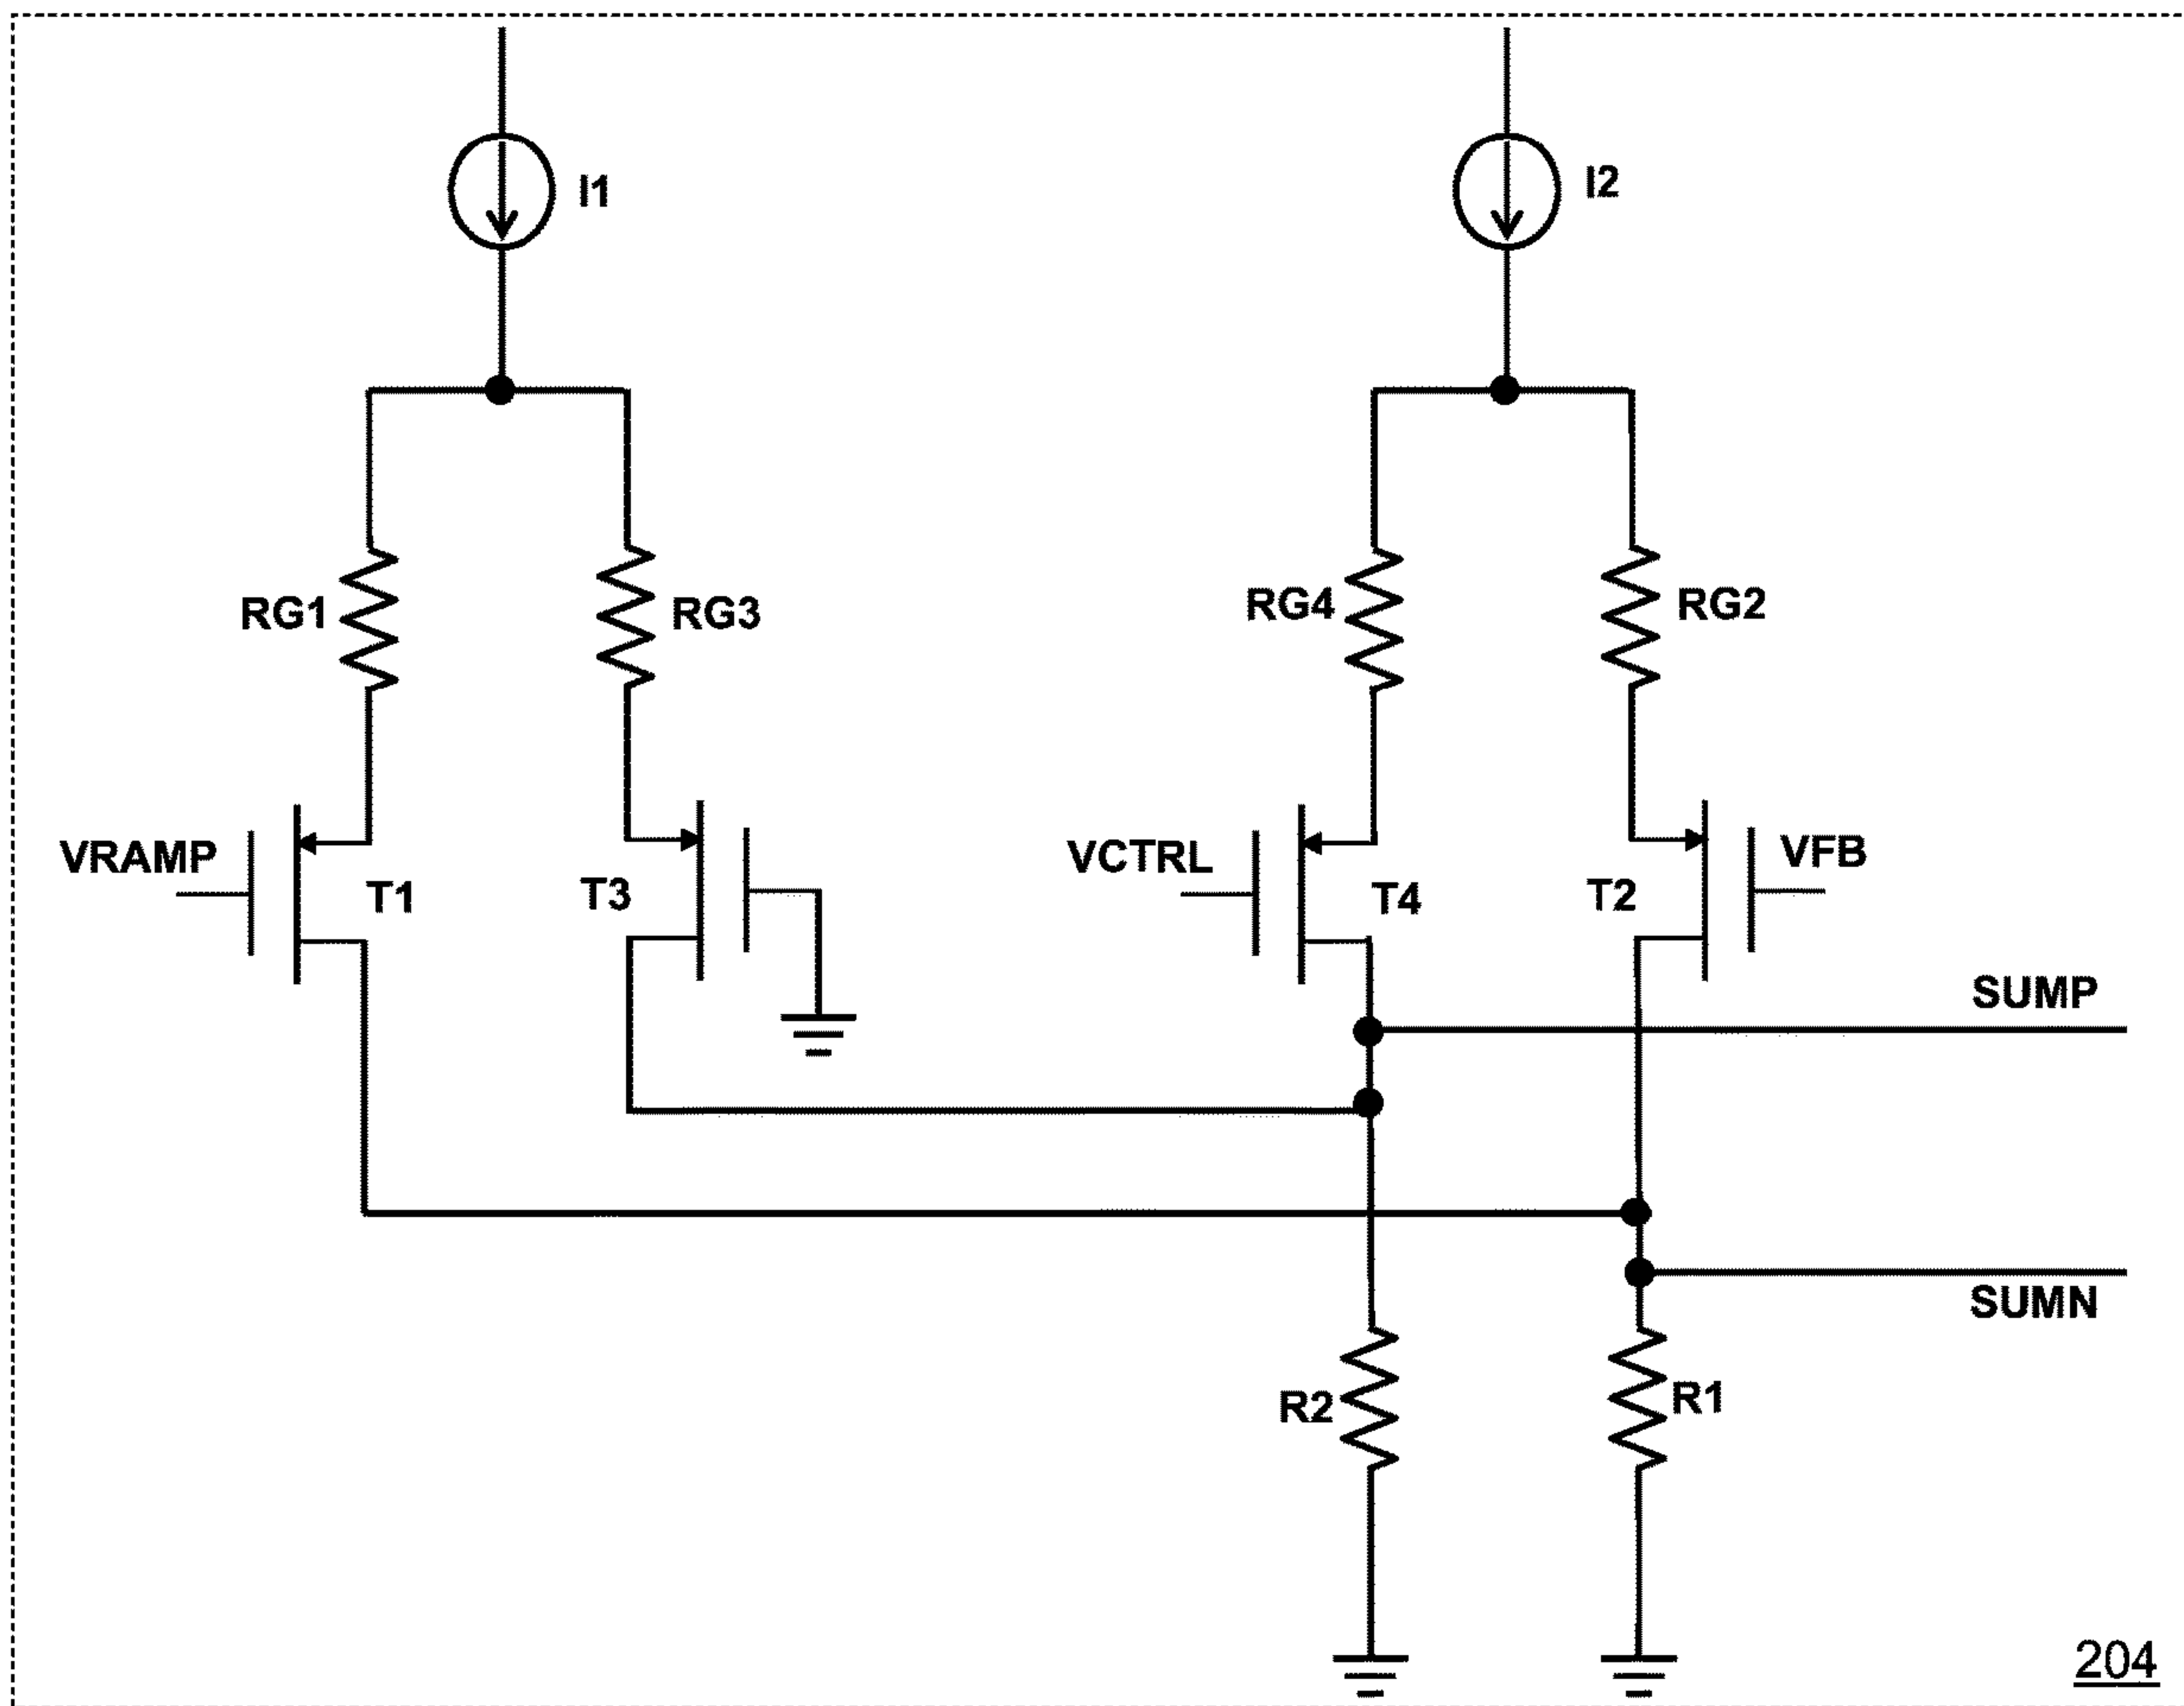 I1
I2
RG1
RG3
RG4
RG2
VRAMP
T1
T3
VCTRL
T4
T2
VFB
SUMP
SUMN
R2
R1
204